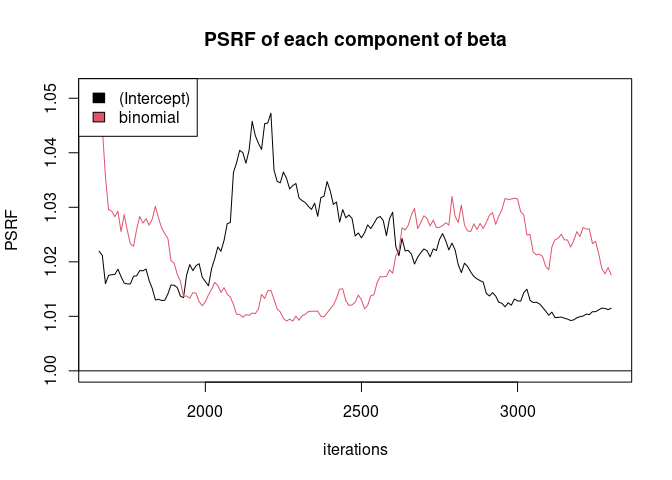 PSRF of each component of beta
(Intercept)
binomial
PSRF
1.05
1.04
1.03
1.02
1.01
1.00
2000 2500 3000
iterations